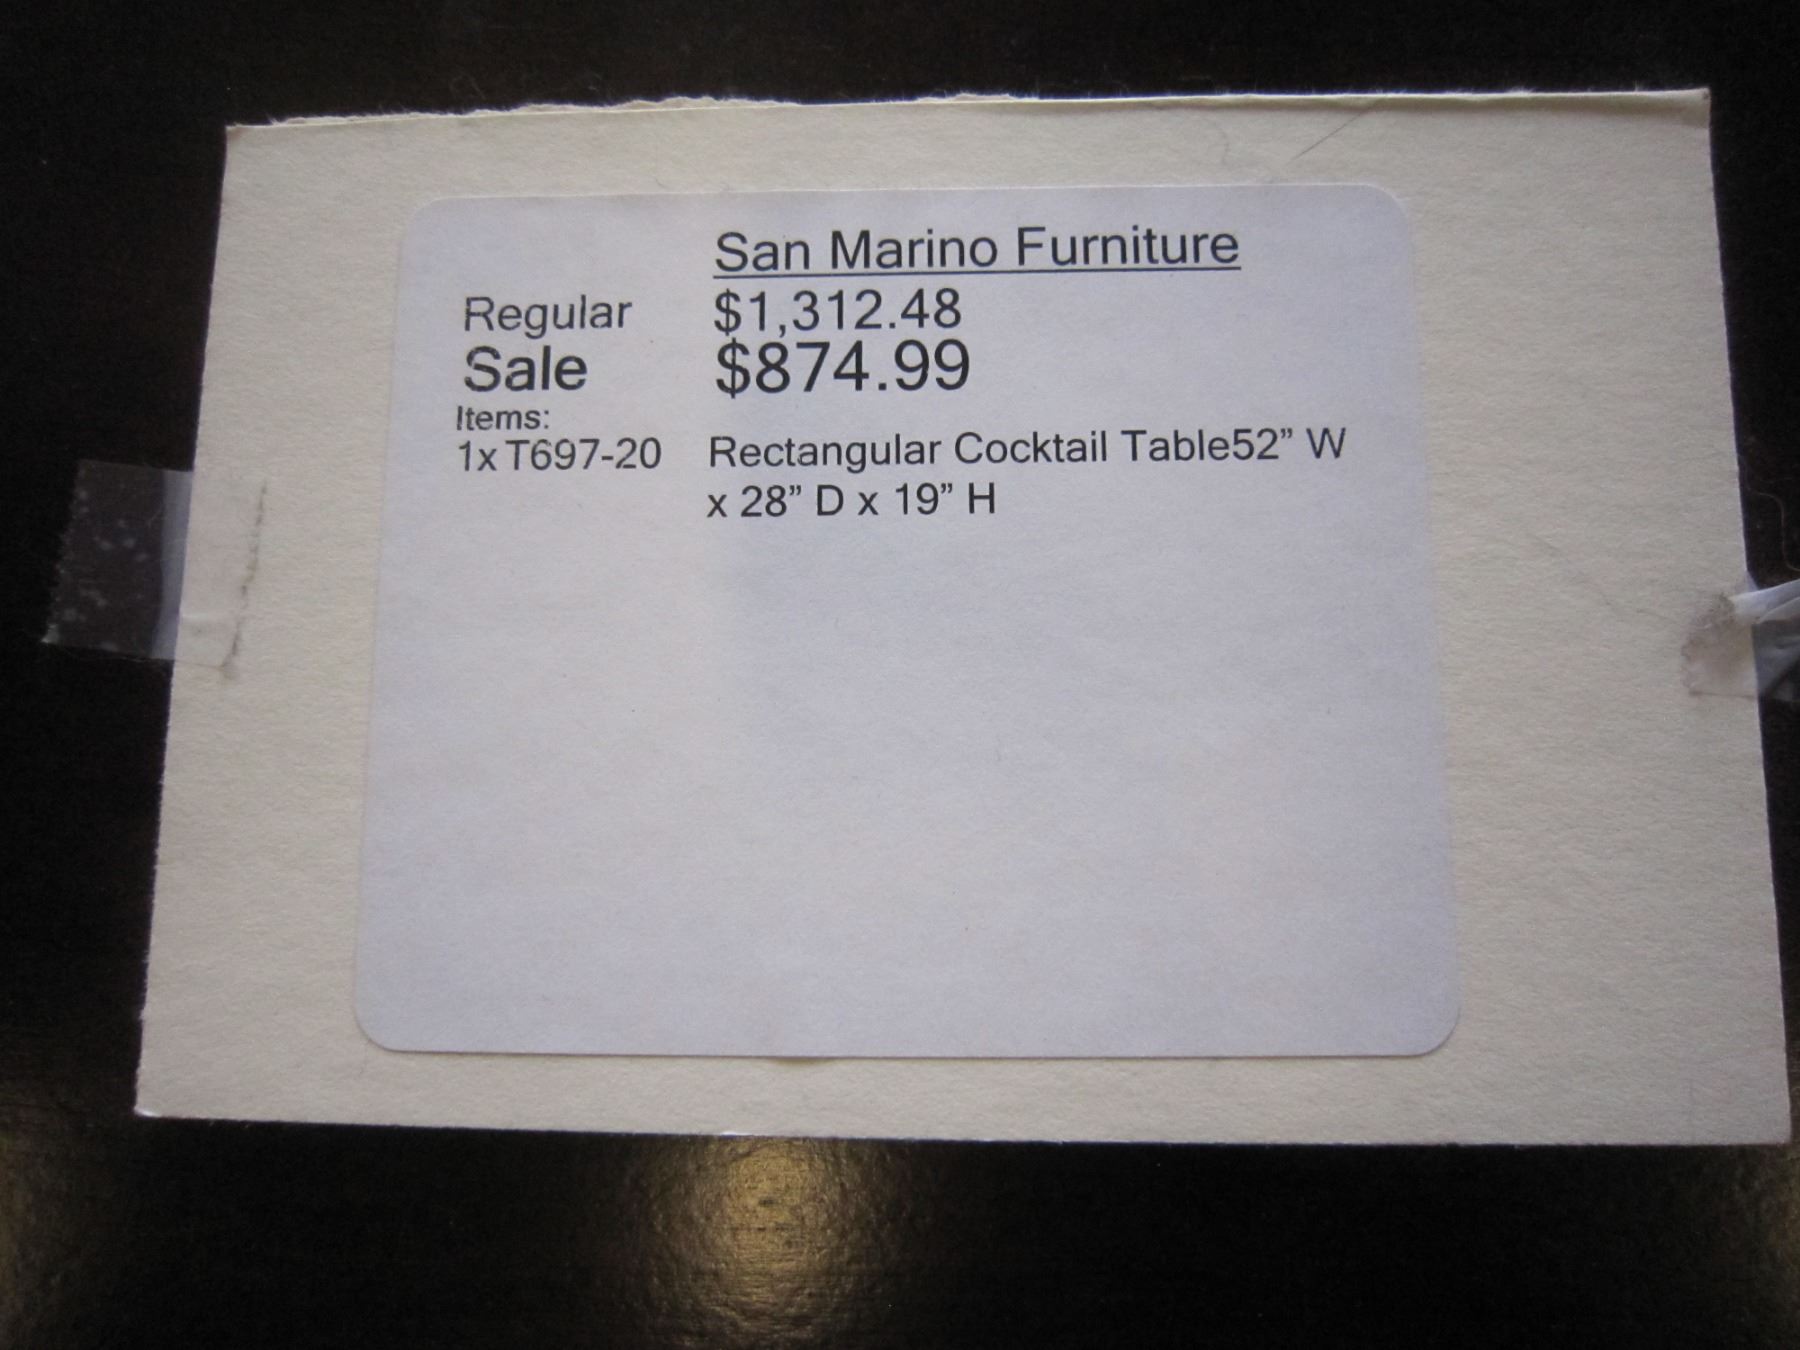 San Marino Furniture
Regular $1,312.48
Sale $874.99
Items:
1x T697-20 Rectangular Cocktail Table52” W
x 28” D x 19” H